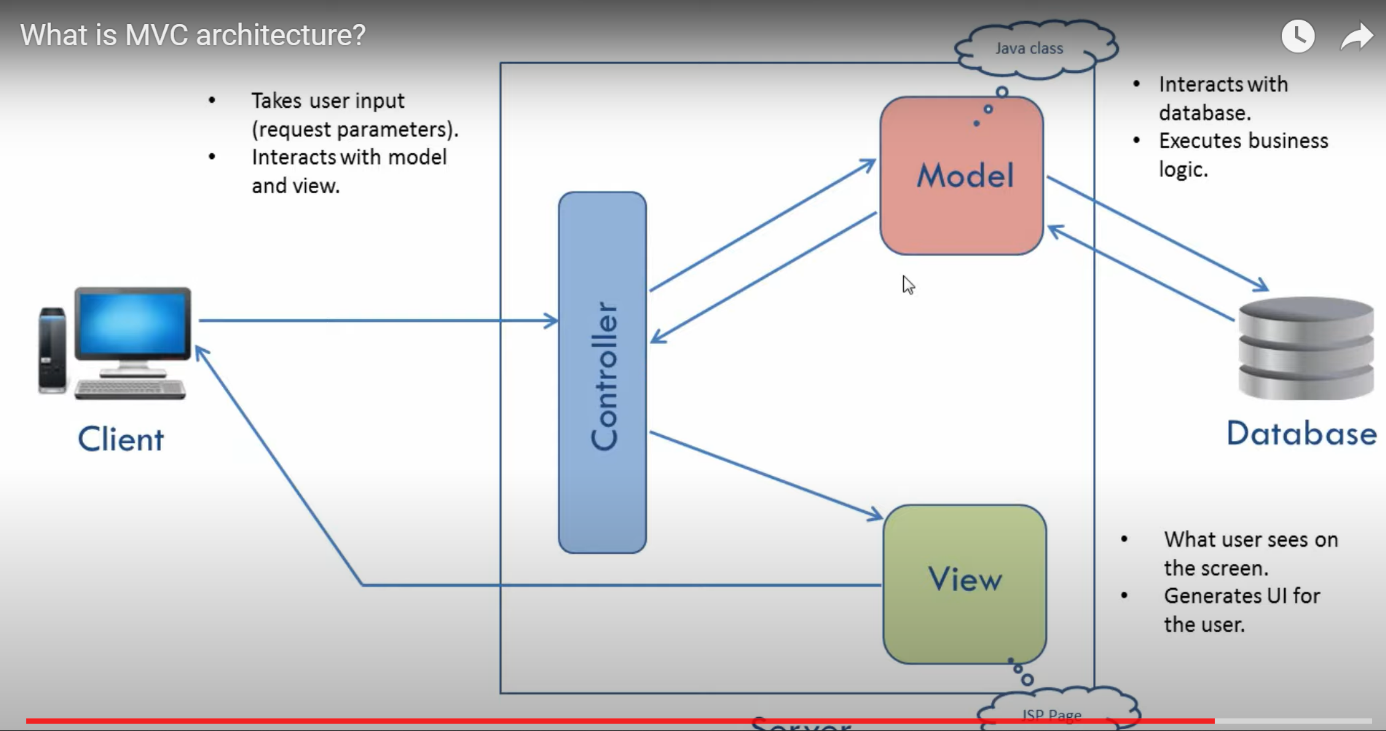 What is MVC architecture?
Java class
• Takes user input
(request parameters).
• Interacts with model
and view.
• Interacts with
database.
• Executes business
logic.
Model
Controller
Client
Database
View
• What user sees on
the screen.
• Generates UI for
the user.
JSP Page
Server